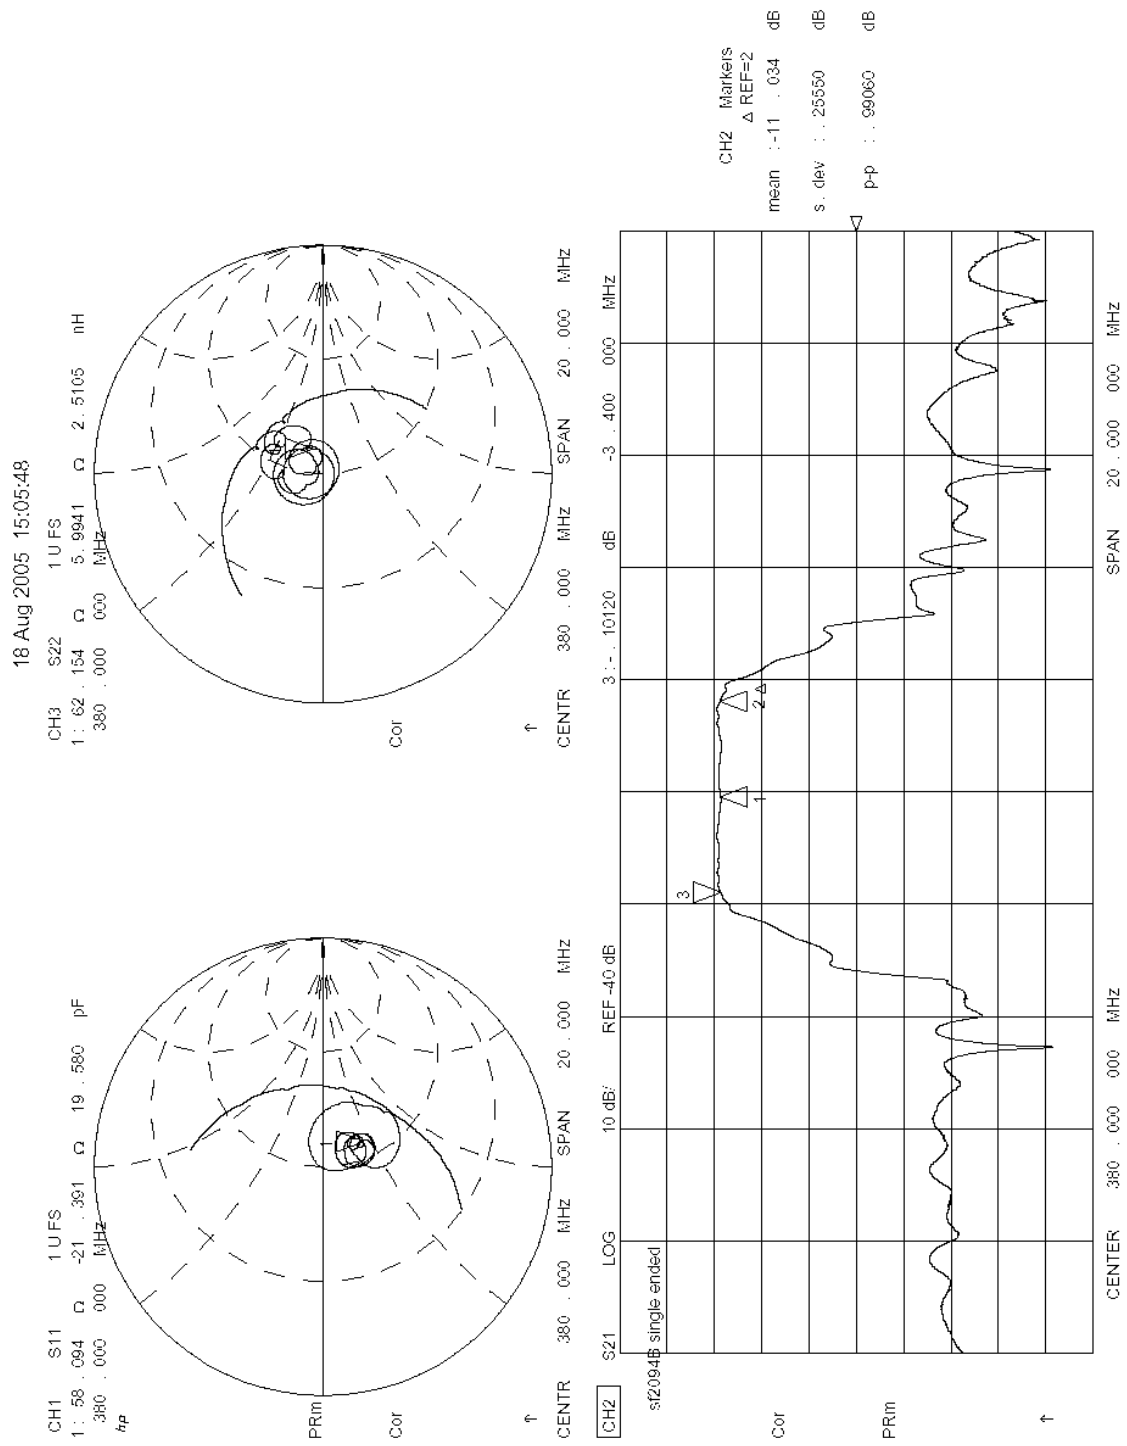 18 Aug 2005 15:05:48
CH1 S11 1 U FS
1 : 58 . 094 Ω -21 . 391 Ω 19 . 580 pF
380 . 000 000 MHz
hp
PRm
Cor
↑
CENTR 380 . 000 MHz SPAN 20 . 000 MHz
1
CH3 S22 1 U FS
1 : 62 . 154 Ω 5 . 9941 Ω 2 . 5105 nH
380 . 000 000 MHz
Cor
↑
CENTR 380 . 000 MHz SPAN 20 . 000 MHz
CH2 S21 LOG 10 dB/ REF -40 dB 3 : - . 10120 dB -3 . 400 000 MHz
sf2094B single ended
3
1
2 Δ
Cor
PRm
↑
CENTER 380 . 000 000 MHz SPAN 20 . 000 000 MHz
CH2 Markers
Δ REF=2
mean : -11 . 034 dB
s. dev : . 25550 dB
p-p : . 99060 dB